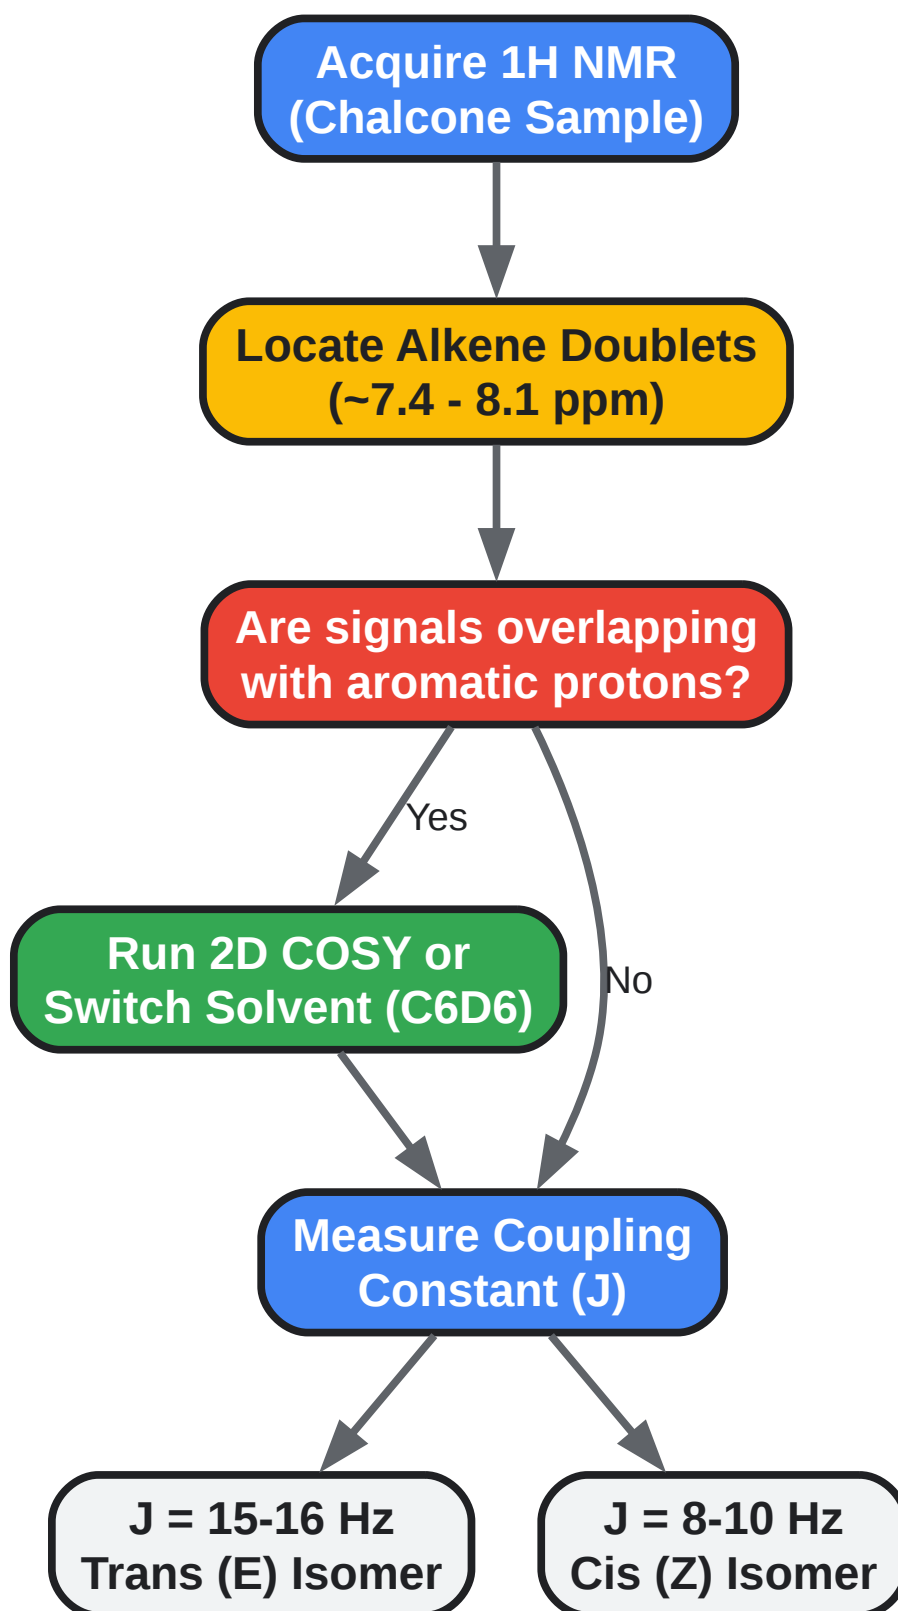 Acquire 1H NMR
(Chalcone Sample)
Locate Alkene Doublets
(~7.4 - 8.1 ppm)
Are signals overlapping
with aromatic protons?
Yes
Run 2D COSY or
Switch Solvent (C6D6)
No
Measure Coupling
Constant (J)
J = 15-16 Hz
Trans (E) Isomer
J = 8-10 Hz
Cis (Z) Isomer